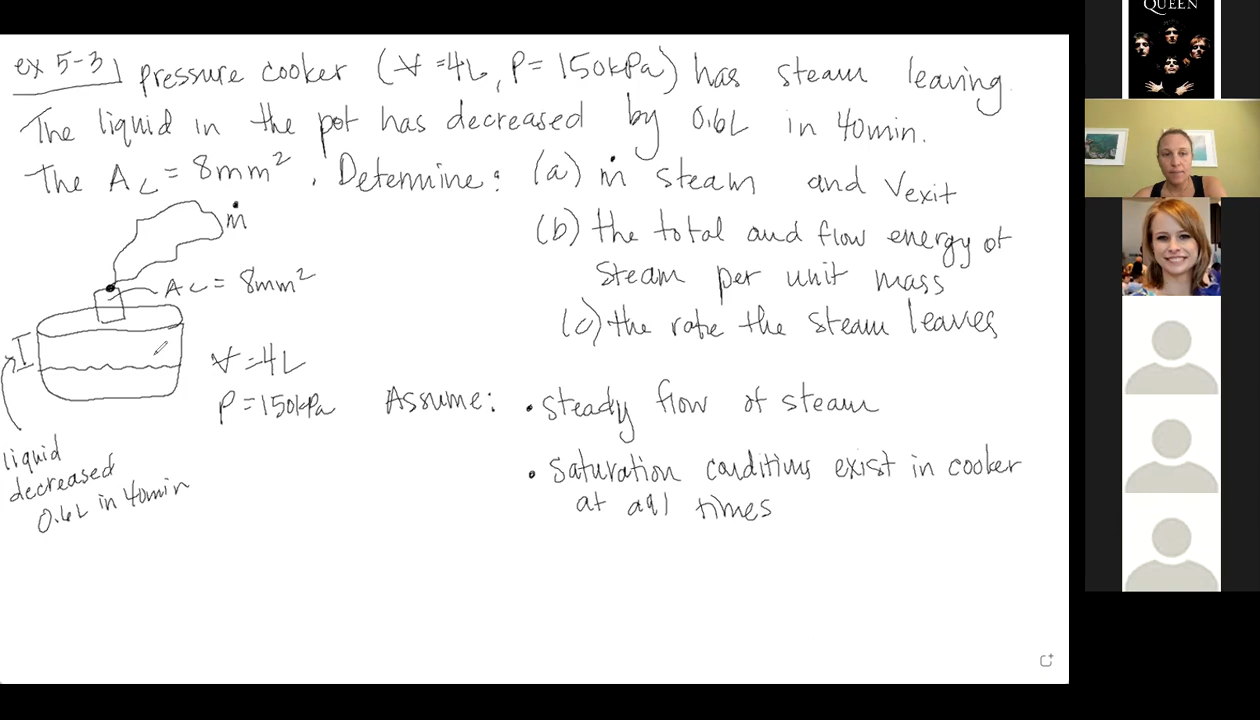 QUEEN
ex 5-3) pressure cooker (V=4L, P=150kPa) has steam leaving.
The liquid in the pot has decreased by 0.6L in 40min.
The Ac = 8mm². Determine: (a) ṁ steam and Vexit
(b) the total and flow energy of
steam per unit mass
(c) the rate the steam leaves
ṁ
Ac = 8mm²
V=4L
P=150kPa
liquid
decreased
0.6L in 40min
Assume: • steady flow of steam
• saturation conditions exist in cooker
at all times